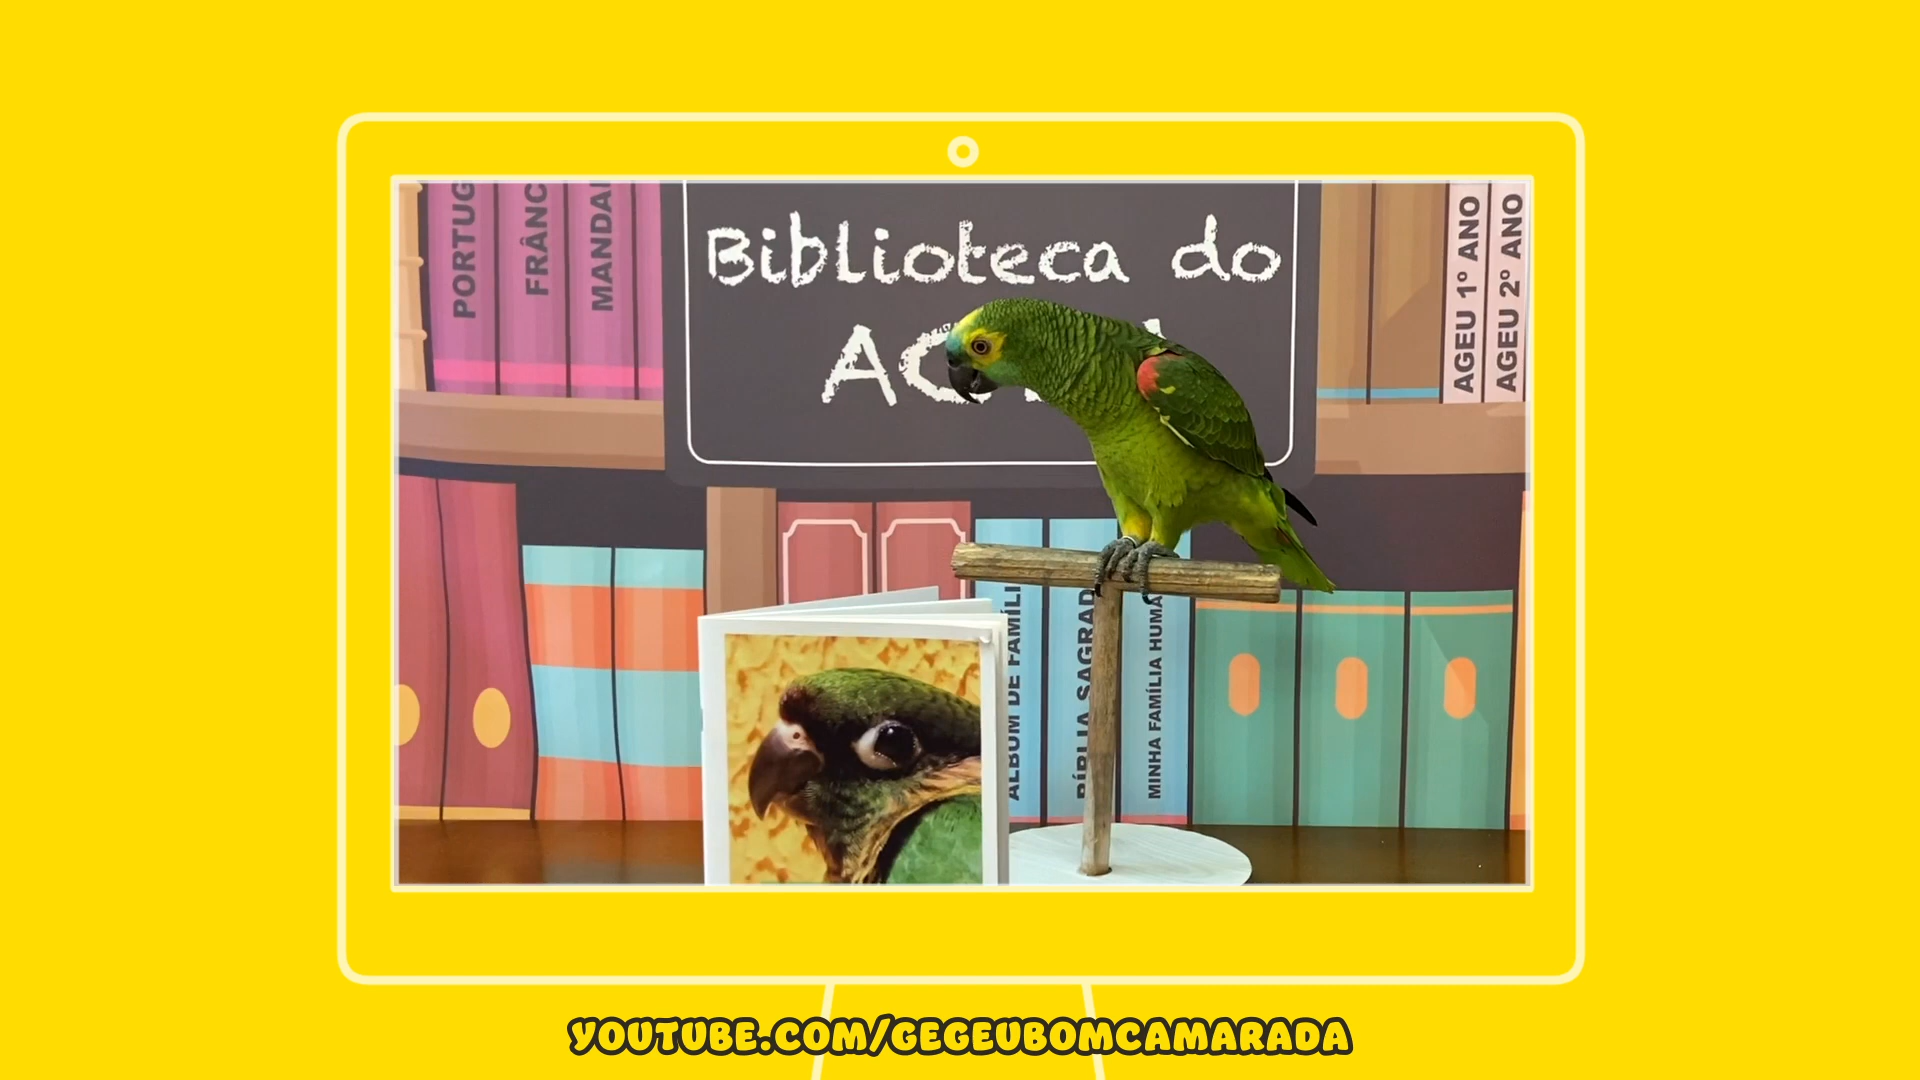 Biblioteca do
PORTUG
FRÂNC
MANDA
AGEU 1º ANO
AGEU 2º ANO
ÁLBUM DE FAMÍLI
BÍBLIA SAGRAD
MINHA FAMÍLIA HUMA
YOUTUBE.COM/GEGEUBOMCAMARADA